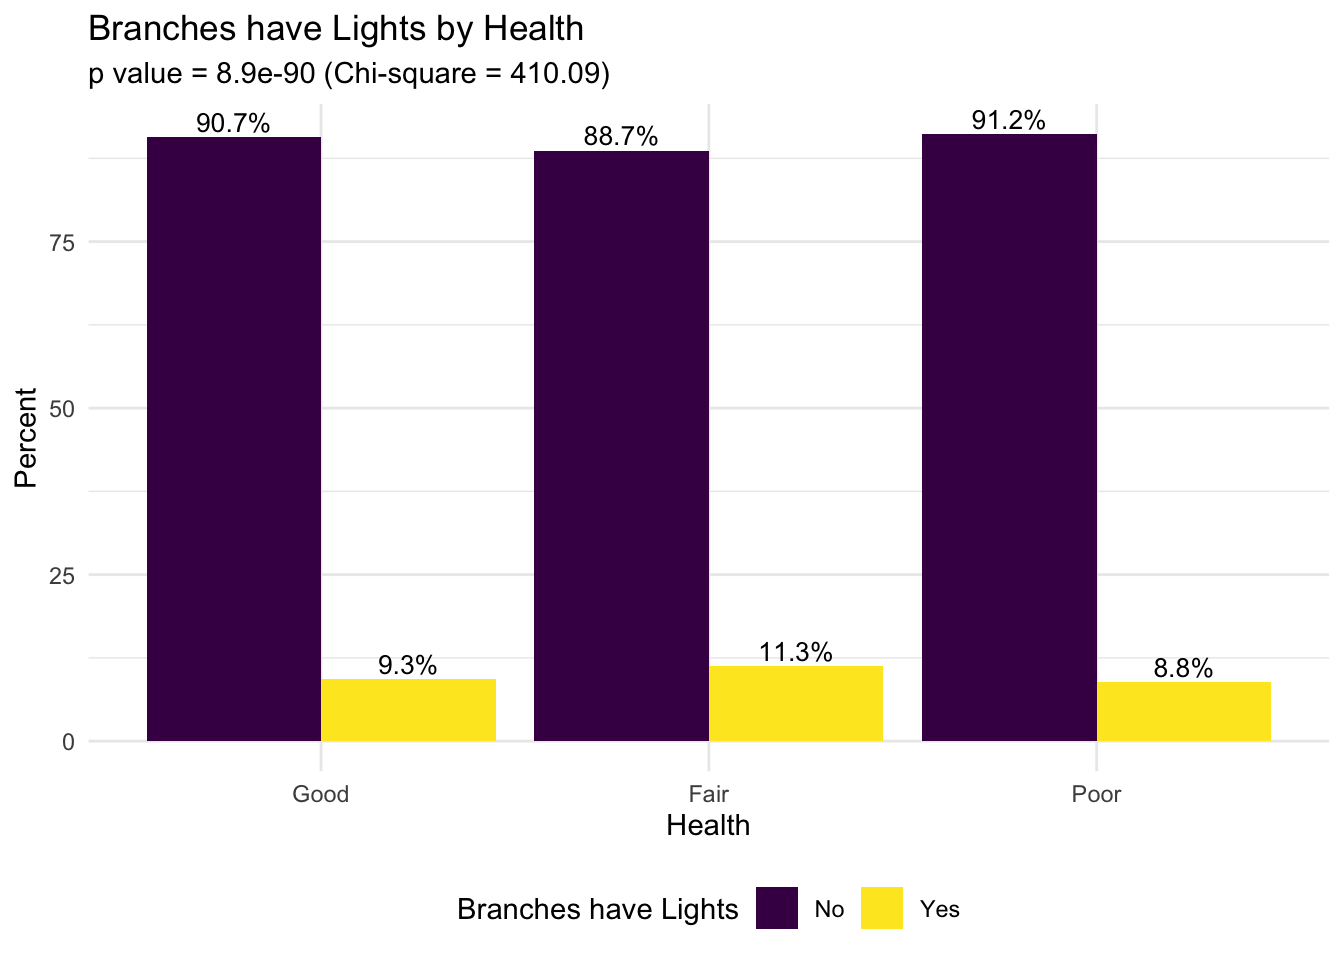 Branches have Lights by Health
p value = 8.9e-90 (Chi-square = 410.09)
90.7%
88.7%
91.2%
75
Percent
50
25
9.3%
11.3%
8.8%
0
Good
Fair
Poor
Health
Branches have Lights
No
Yes